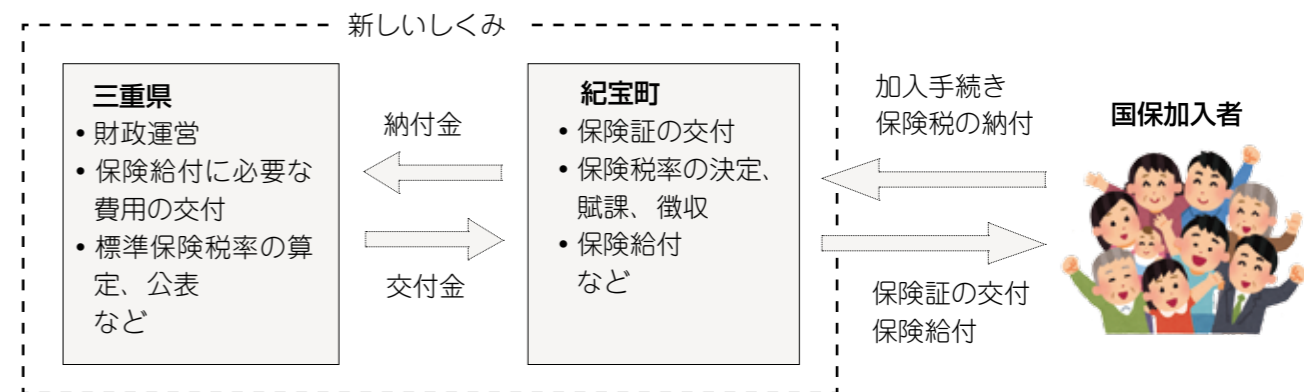 新しいしくみ
三重県
•財政運営
•保険給付に必要な
費用の交付
•標準保険税率の算
定、公表
など
納付金
交付金
紀宝町
•保険証の交付
•保険税率の決定、
賦課、徴収
•保険給付
など
加入手続き
保険税の納付
保険証の交付
保険給付
国保加入者